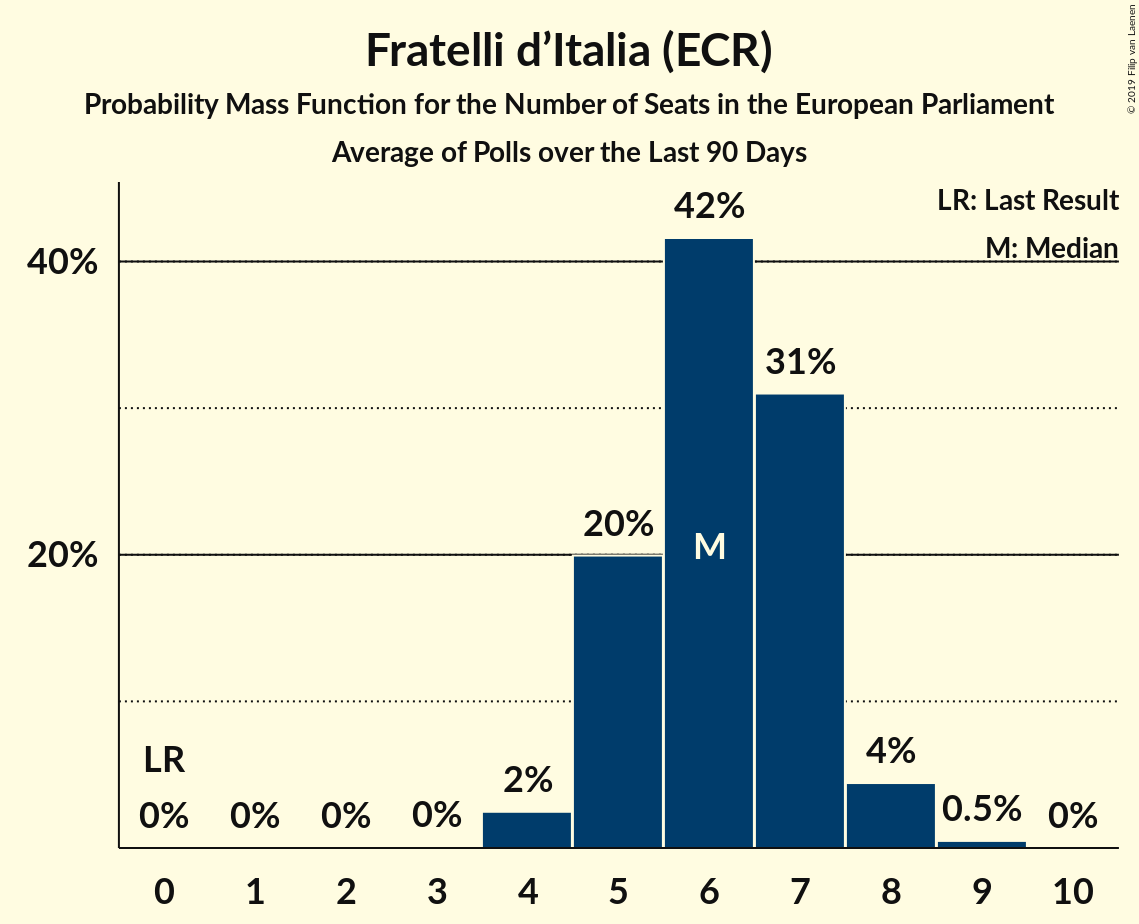 Fratelli d’Italia (ECR)
Probability Mass Function for the Number of Seats in the European Parliament
Average of Polls over the Last 90 Days
© 2019 Filip van Laenen
LR: Last Result
M: Median
40%
20%
LR
0%
0%
0%
0%
2%
20%
42%
M
31%
4%
0.5%
0%
0 1 2 3 4 5 6 7 8 9 10